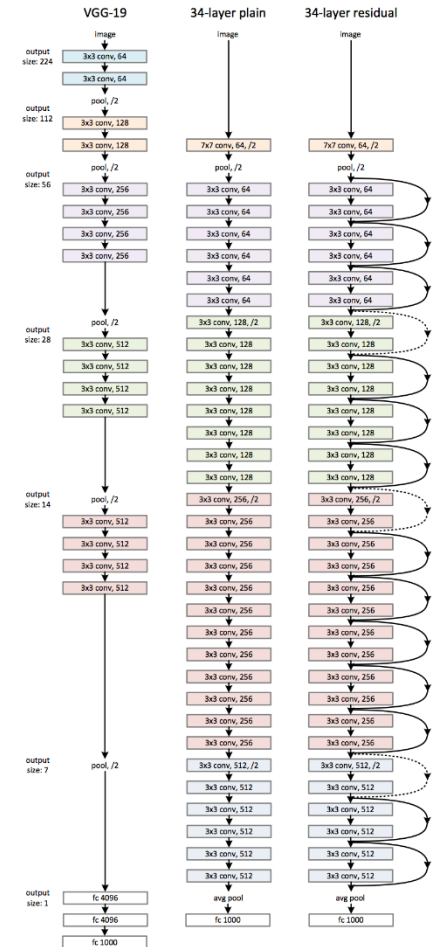 output
size: 224
output
size: 112
output
size: 56
output
size: 28
output
size: 14
output
size: 7
output
size: 1
VGG-19
image
3x3 conv, 64
3x3 conv, 64
pool, /2
3x3 conv, 128
3x3 conv, 128
pool, /2
3x3 conv, 256
3x3 conv, 256
3x3 conv, 256
3x3 conv, 256
pool, /2
3x3 conv, 512
3x3 conv, 512
3x3 conv, 512
3x3 conv, 512
pool, /2
3x3 conv, 512
3x3 conv, 512
3x3 conv, 512
3x3 conv, 512
pool, /2
fc 4096
fc 4096
fc 1000
34-layer plain
image
7x7 conv, 64, /2
pool, /2
3x3 conv, 64
3x3 conv, 64
3x3 conv, 64
3x3 conv, 64
3x3 conv, 64
3x3 conv, 64
3x3 conv, 128, /2
3x3 conv, 128
3x3 conv, 128
3x3 conv, 128
3x3 conv, 128
3x3 conv, 128
3x3 conv, 128
3x3 conv, 128
3x3 conv, 256, /2
3x3 conv, 256
3x3 conv, 256
3x3 conv, 256
3x3 conv, 256
3x3 conv, 256
3x3 conv, 256
3x3 conv, 256
3x3 conv, 256
3x3 conv, 256
3x3 conv, 256
3x3 conv, 256
3x3 conv, 512, /2
3x3 conv, 512
3x3 conv, 512
3x3 conv, 512
3x3 conv, 512
3x3 conv, 512
avg pool
fc 1000
34-layer residual
image
7x7 conv, 64, /2
pool, /2
3x3 conv, 64
3x3 conv, 64
3x3 conv, 64
3x3 conv, 64
3x3 conv, 64
3x3 conv, 64
3x3 conv, 128, /2
3x3 conv, 128
3x3 conv, 128
3x3 conv, 128
3x3 conv, 128
3x3 conv, 128
3x3 conv, 128
3x3 conv, 128
3x3 conv, 256, /2
3x3 conv, 256
3x3 conv, 256
3x3 conv, 256
3x3 conv, 256
3x3 conv, 256
3x3 conv, 256
3x3 conv, 256
3x3 conv, 256
3x3 conv, 256
3x3 conv, 256
3x3 conv, 256
3x3 conv, 512, /2
3x3 conv, 512
3x3 conv, 512
3x3 conv, 512
3x3 conv, 512
3x3 conv, 512
avg pool
fc 1000